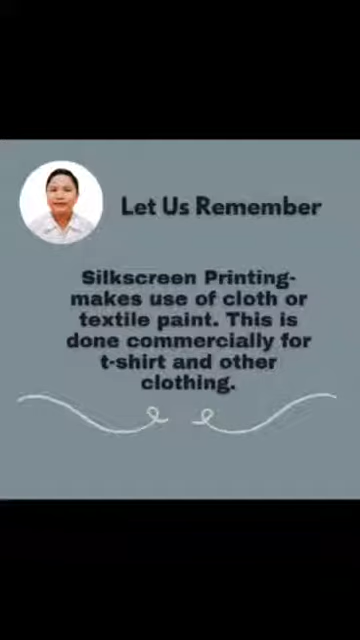 Let Us Remember
Silkscreen Printing-
makes use of cloth or
textile paint. This is
done commercially for
t-shirt and other
clothing.